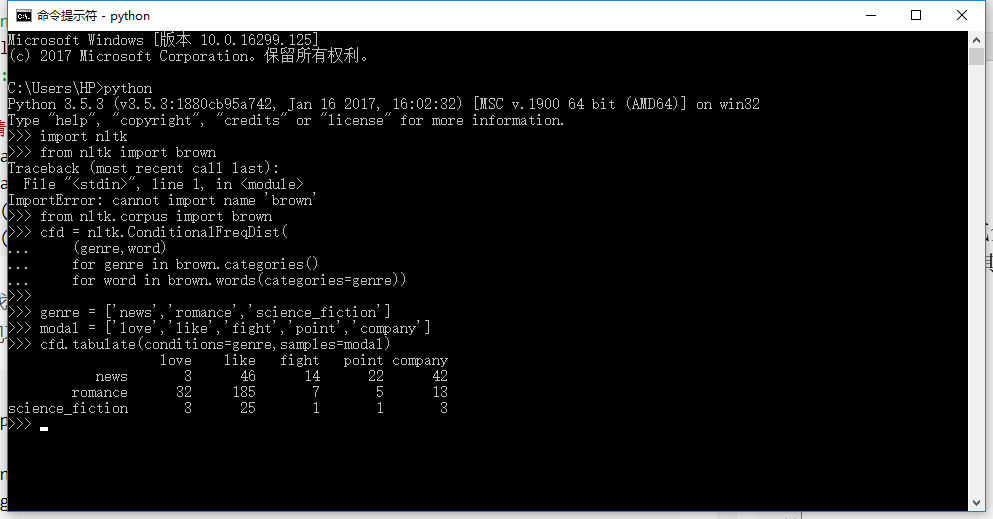 命令提示符 - python
Microsoft Windows [版本 10.0.16299.125]
(c) 2017 Microsoft Corporation。保留所有权利。
C:\Users\HP>python
Python 3.5.3 (v3.5.3:1880cb95a742, Jan 16 2017, 16:02:32) [MSC v.1900 64 bit (AMD64)] on win32
Type "help", "copyright", "credits" or "license" for more information.
>>> import nltk
>>> from nltk import brown
Traceback (most recent call last):
  File "<stdin>", line 1, in <module>
ImportError: cannot import name 'brown'
>>> from nltk.corpus import brown
>>> cfd = nltk.ConditionalFreqDist(
...     (genre,word)
...     for genre in brown.categories()
...     for word in brown.words(categories=genre))
>>>
>>> genre = ['news','romance','science_fiction']
>>> modal = ['love','like','fight','point','company']
>>> cfd.tabulate(conditions=genre,samples=modal)
                   love    like   fight   point company
           news       3      46      14      22      42
        romance      32     185       7       5      13
science_fiction       3      25       1       1       3
>>>